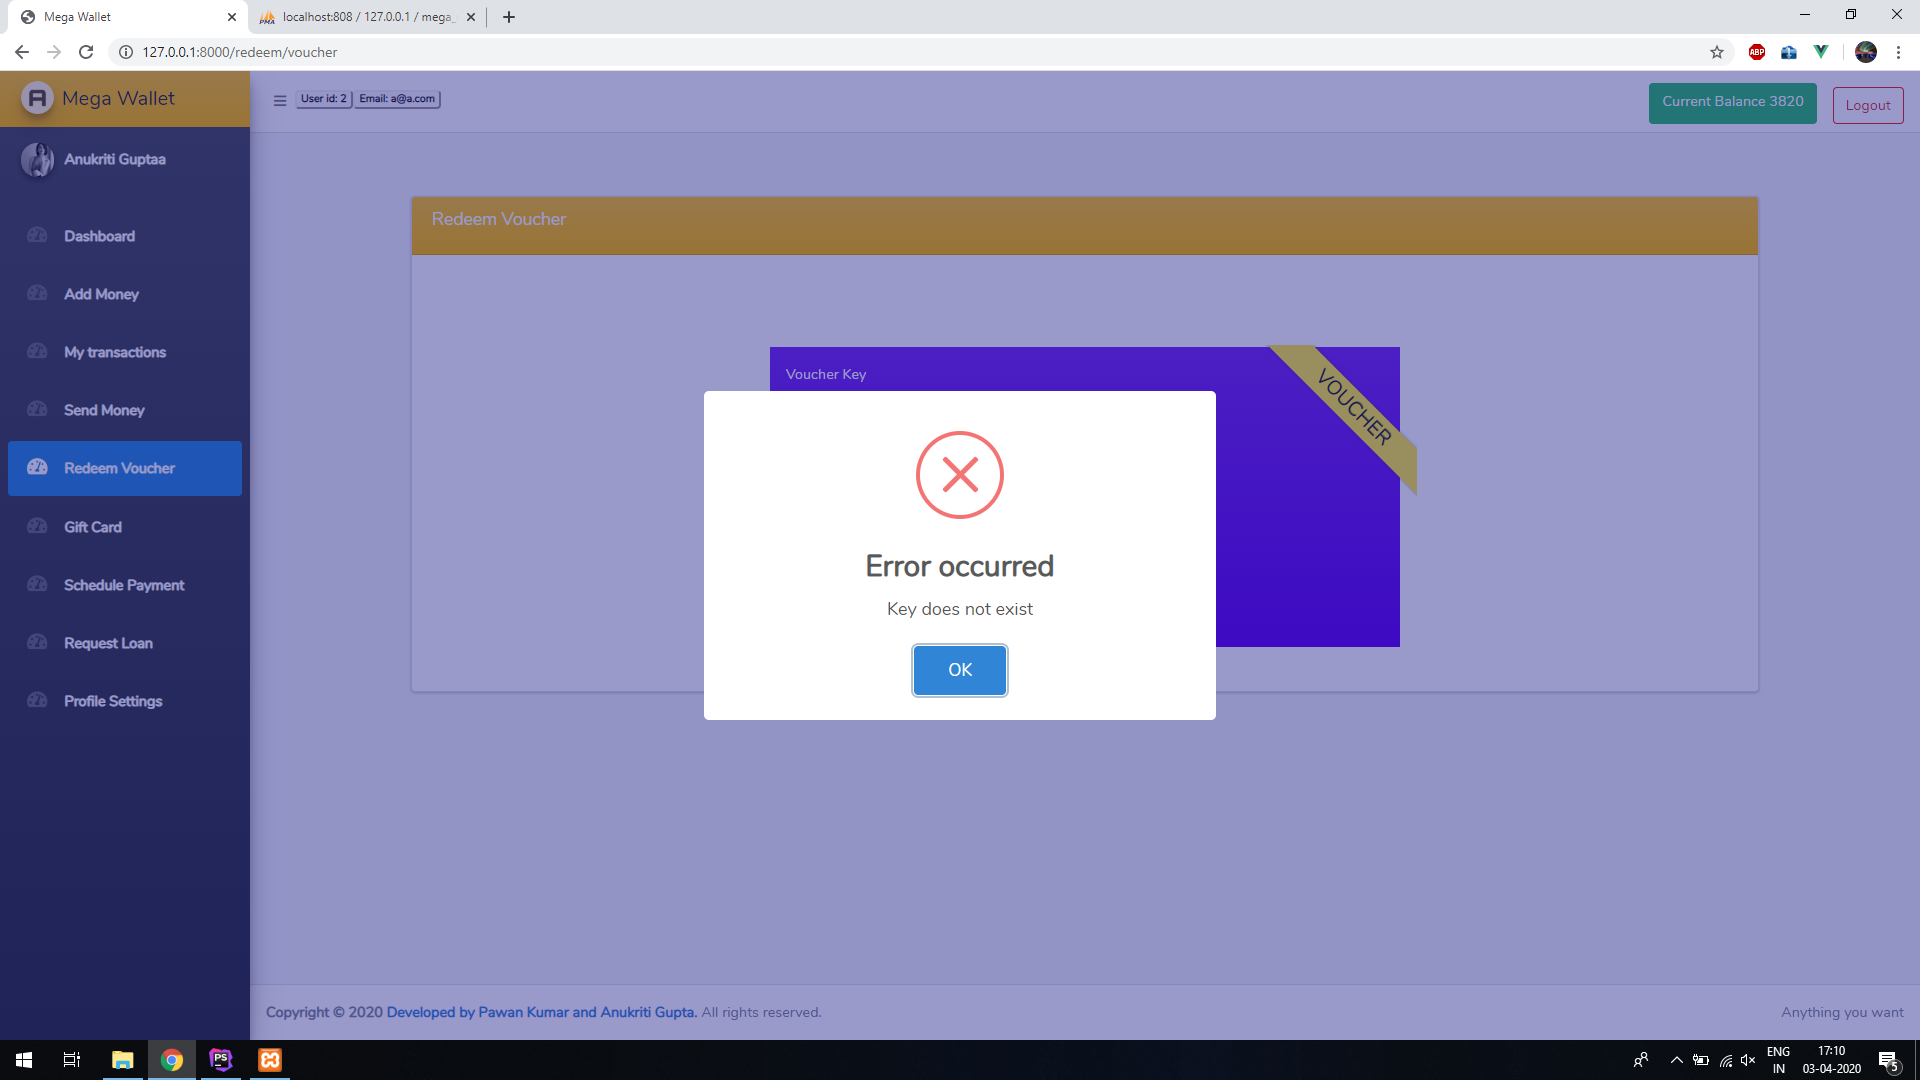 Mega Wallet
localhost:808 / 127.0.0.1 / mega_
127.0.0.1:8000/redeem/voucher
ABP
A Mega Wallet
User id: 2 Email: a@a.com
Current Balance 3820
Logout
Anukriti Guptaa
Dashboard
Add Money
My transactions
Send Money
Redeem Voucher
Gift Card
Schedule Payment
Request Loan
Profile Settings
Redeem Voucher
Voucher Key
VOUCHER
Error occurred
Key does not exist
OK
Copyright © 2020 Developed by Pawan Kumar and Anukriti Gupta. All rights reserved.
Anything you want
PS
ENG
IN
17:10
03-04-2020
5